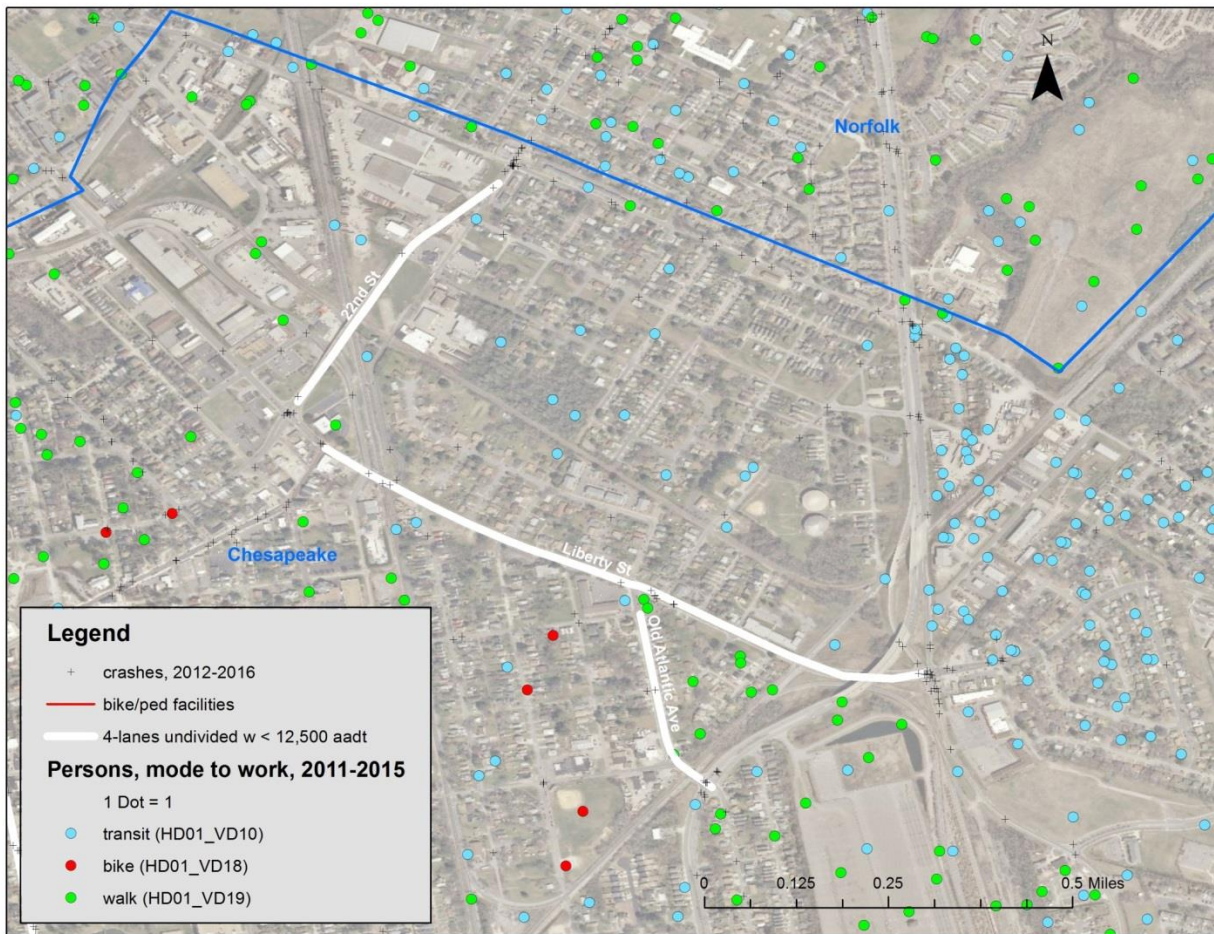 N
Norfolk
22nd St
Chesapeake
Liberty St
Old Atlantic Ave
Legend
crashes, 2012-2016
bike/ped facilities
4-lanes undivided w < 12,500 aadt
Persons, mode to work, 2011-2015
1 Dot = 1
transit (HD01_VD10)
bike (HD01_VD18)
walk (HD01_VD19)
0 0.125 0.25 0.5 Miles